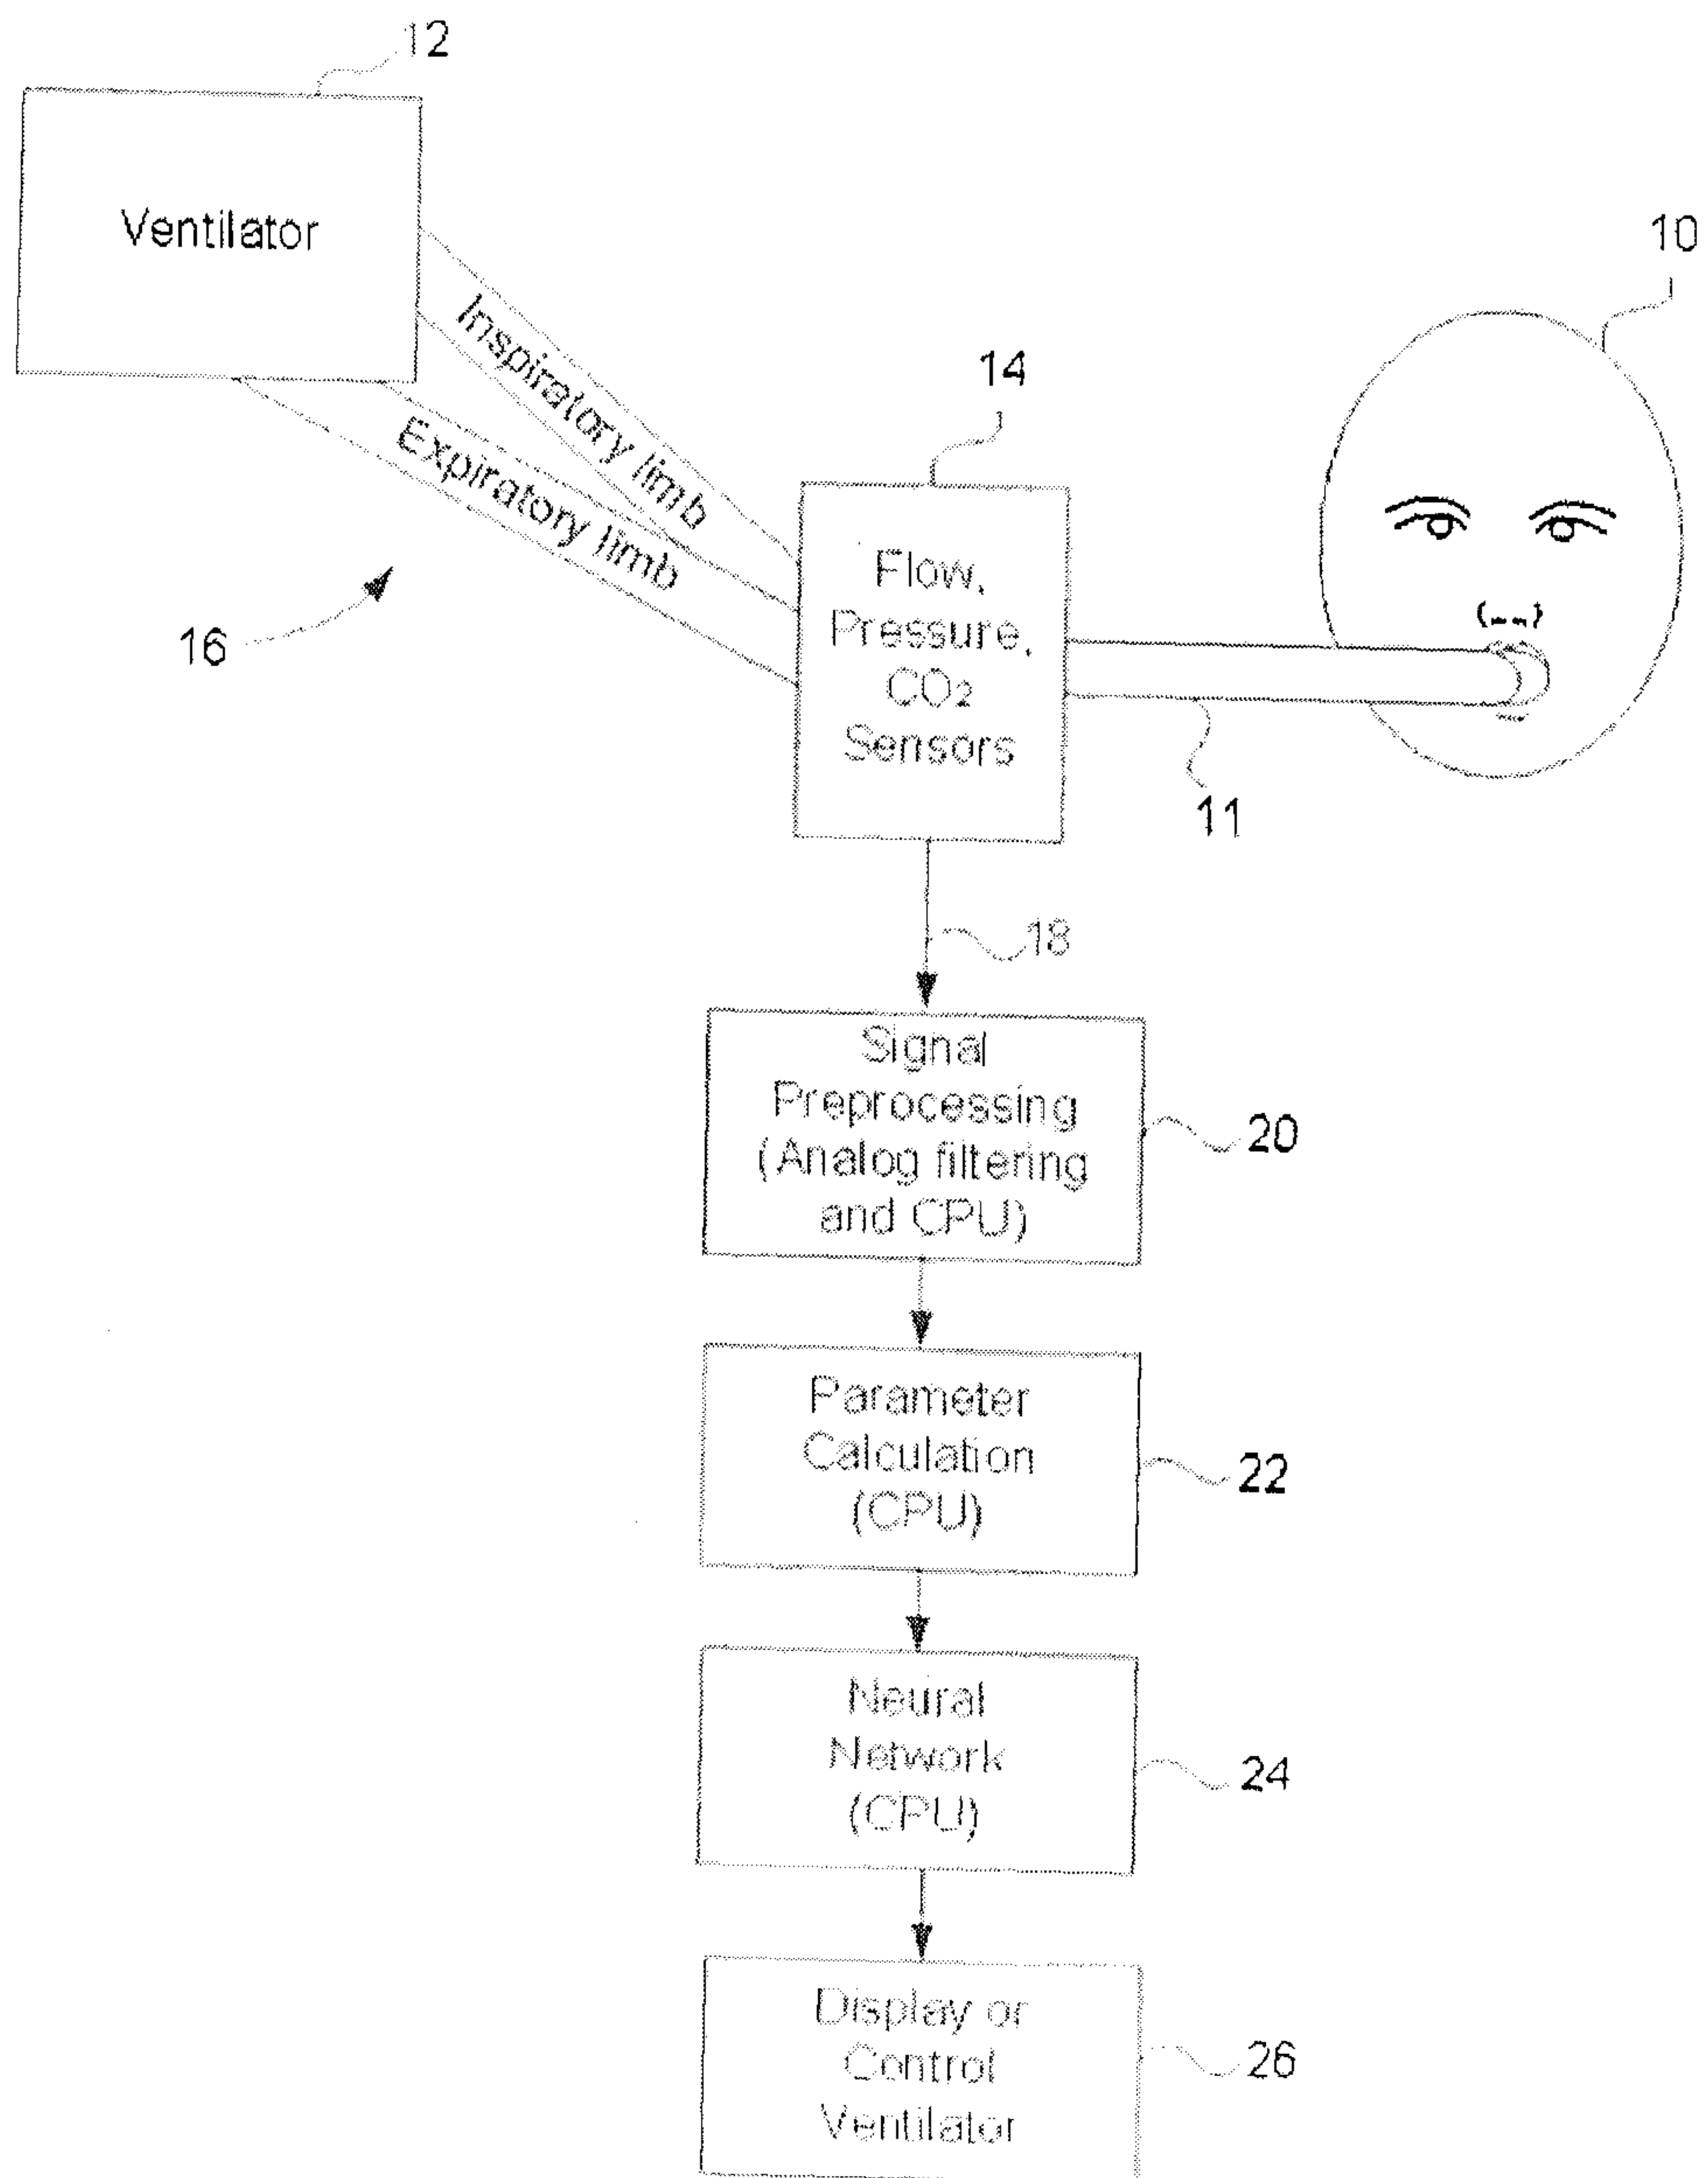 12
Ventilator
10
Inspiratory limb
Expiratory limb
14
Flow,
Pressure,
CO₂
Sensors
16
11
18
Signal
Preprocessing
(Analog filtering
and CPU)
20
Parameter
Calculation
(CPU)
22
Neural
Network
(CPU)
24
Display or
Control
Ventilator
26